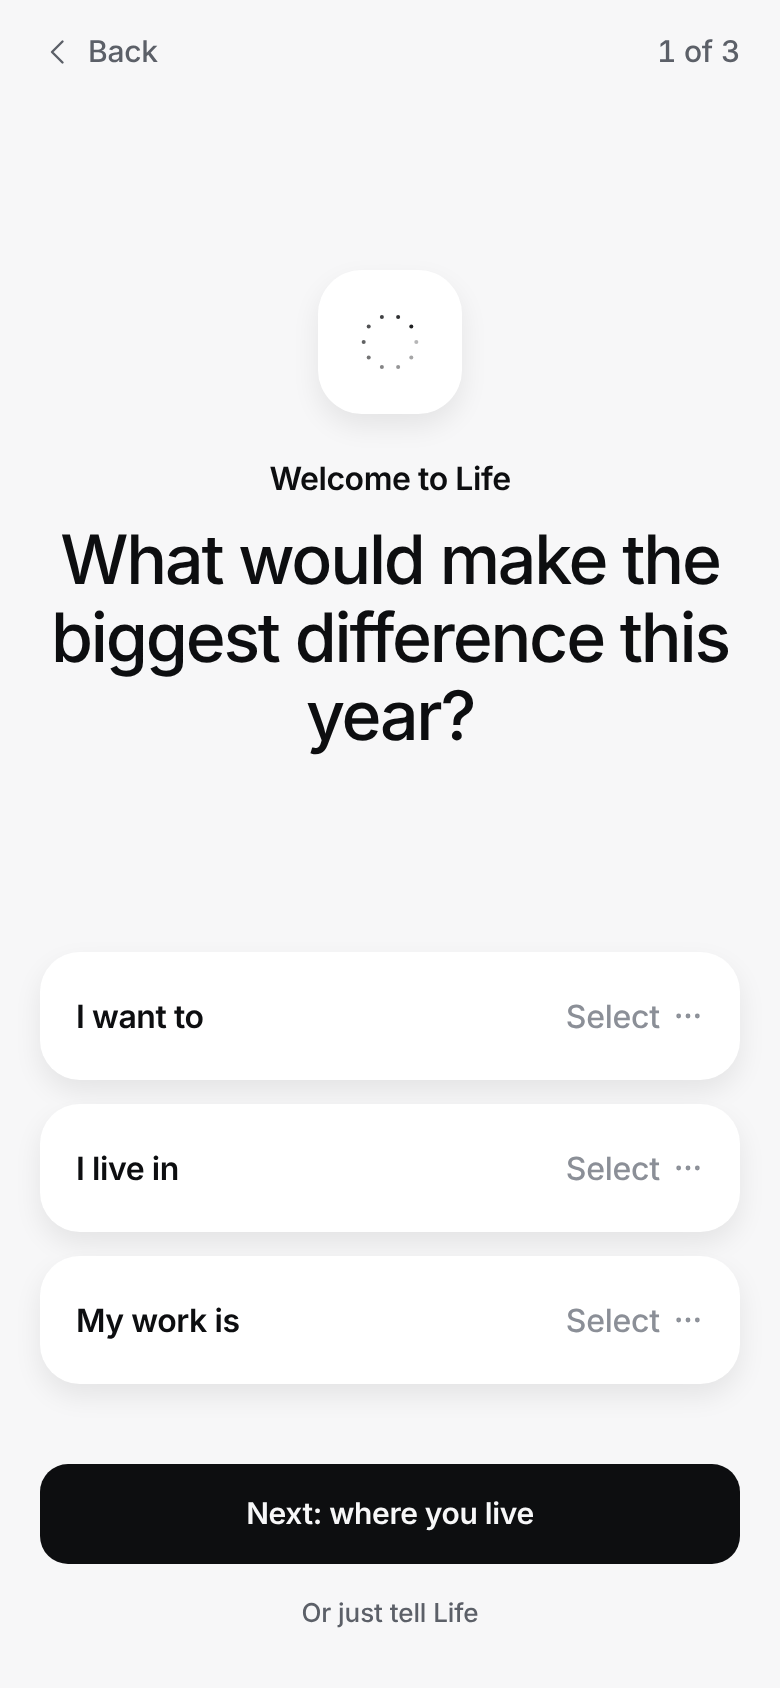 Back
1 of 3
Welcome to Life
What would make the
biggest difference this
year?
I want to
Select
I live in
Select
My work is
Select
Next: where you live
Or just tell Life